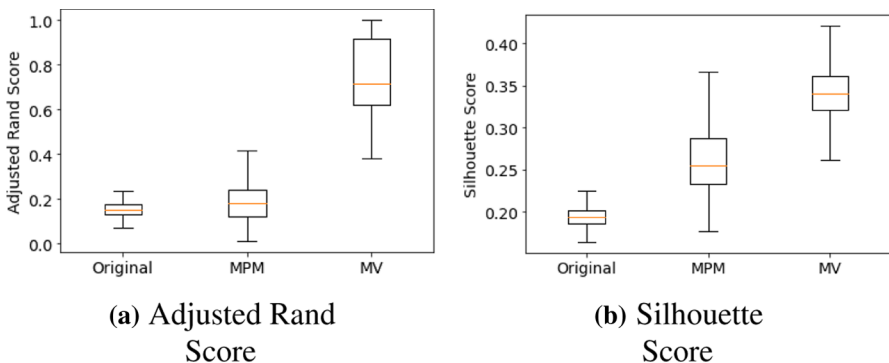 Adjusted Rand Score
1.0
0.8
0.6
0.4
0.2
0.0
Original MPM MV
(a) Adjusted Rand
Score
Silhouette Score
0.40
0.35
0.30
0.25
0.20
Original MPM MV
(b) Silhouette
Score